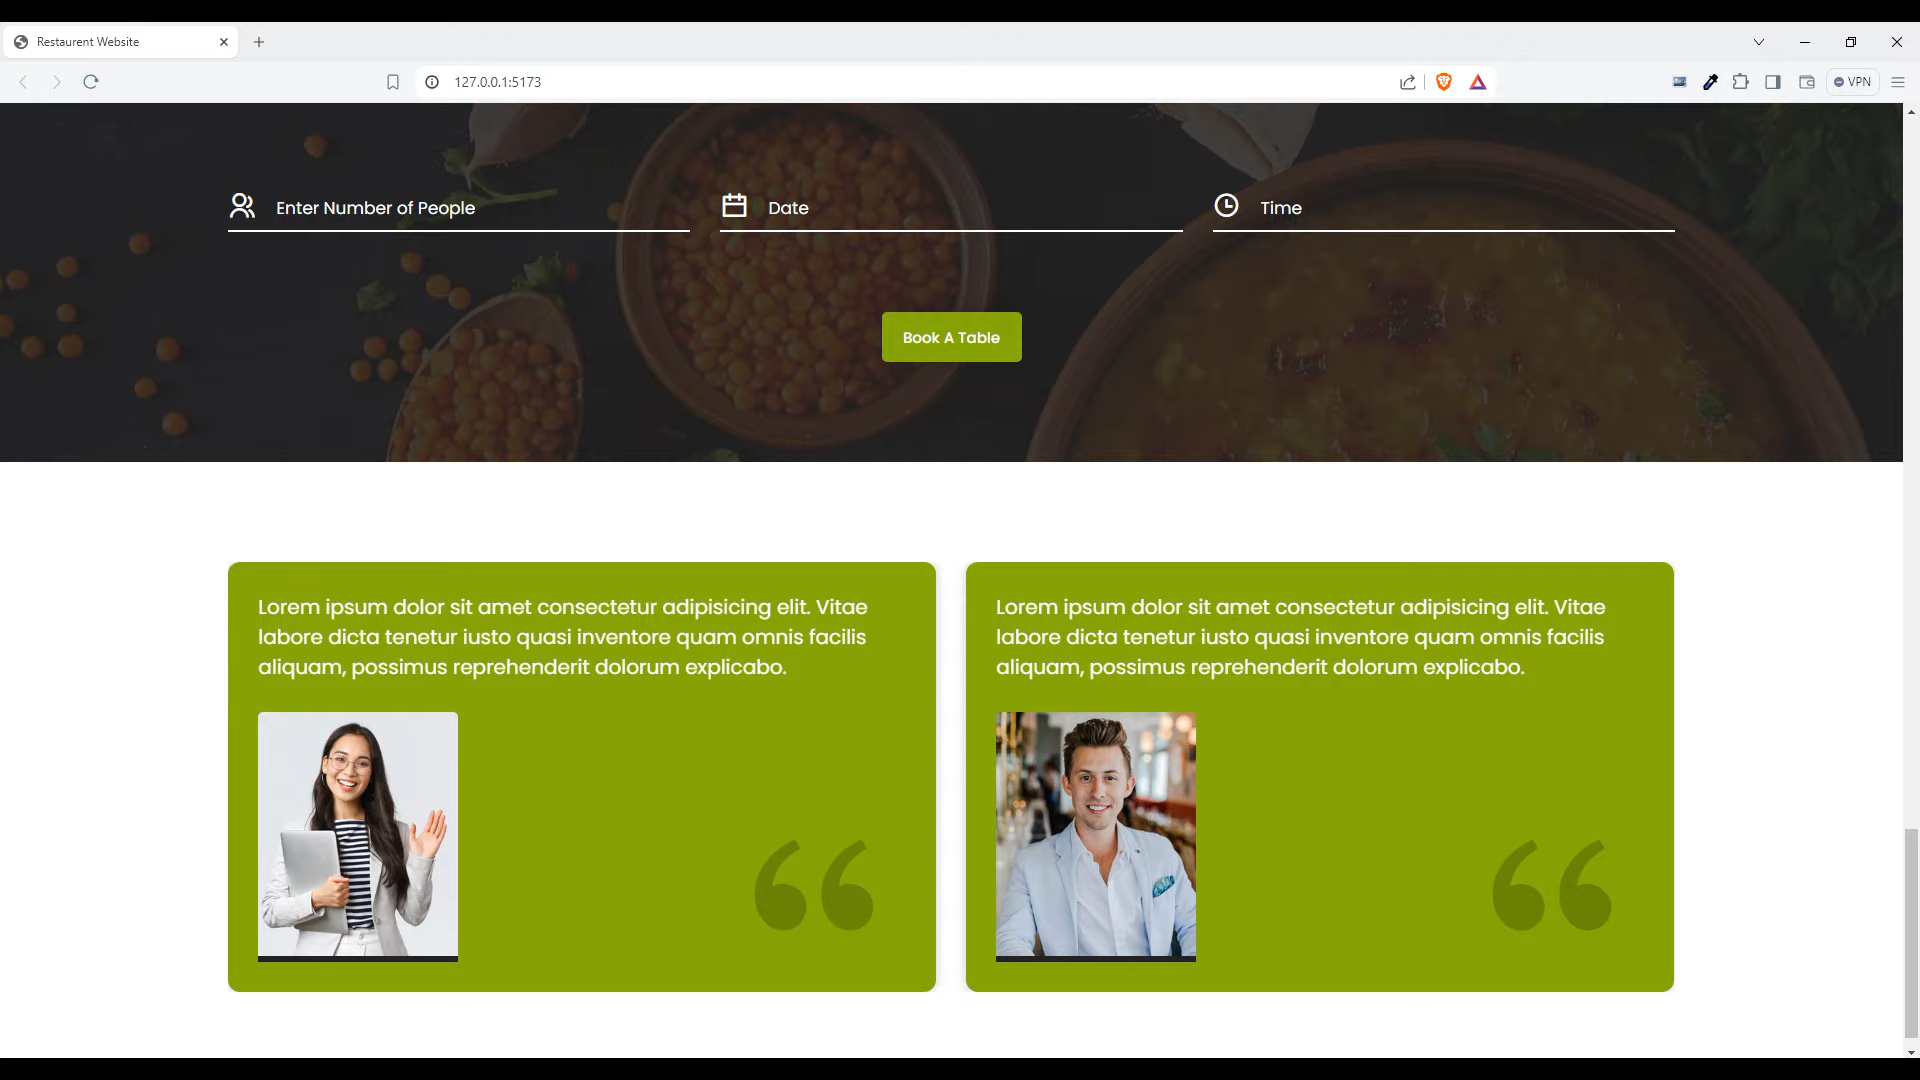 Restaurent Website
127.0.0.1:5173
VPN
Enter Number of People
Date
Time
Book A Table
Lorem ipsum dolor sit amet consectetur adipisicing elit. Vitae
labore dicta tenetur iusto quasi inventore quam omnis facilis
aliquam, possimus reprehenderit dolorum explicabo.
Lorem ipsum dolor sit amet consectetur adipisicing elit. Vitae
labore dicta tenetur iusto quasi inventore quam omnis facilis
aliquam, possimus reprehenderit dolorum explicabo.